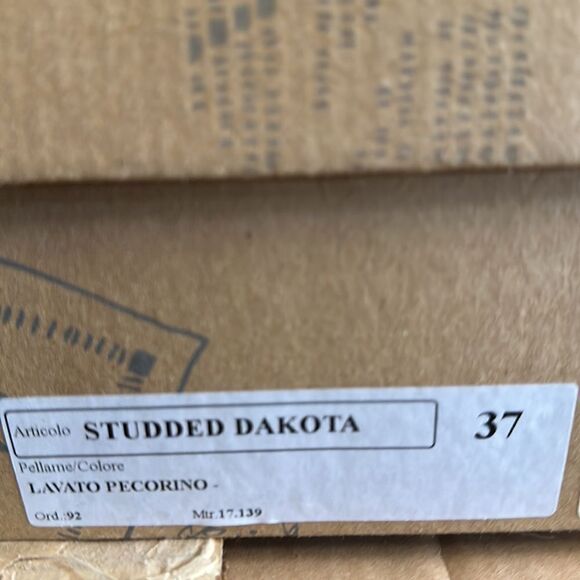 Articolo STUDDED DAKOTA 37
Pellame/Colore
LAVATO PECORINO -
Ord.:92 Mtr.17.139